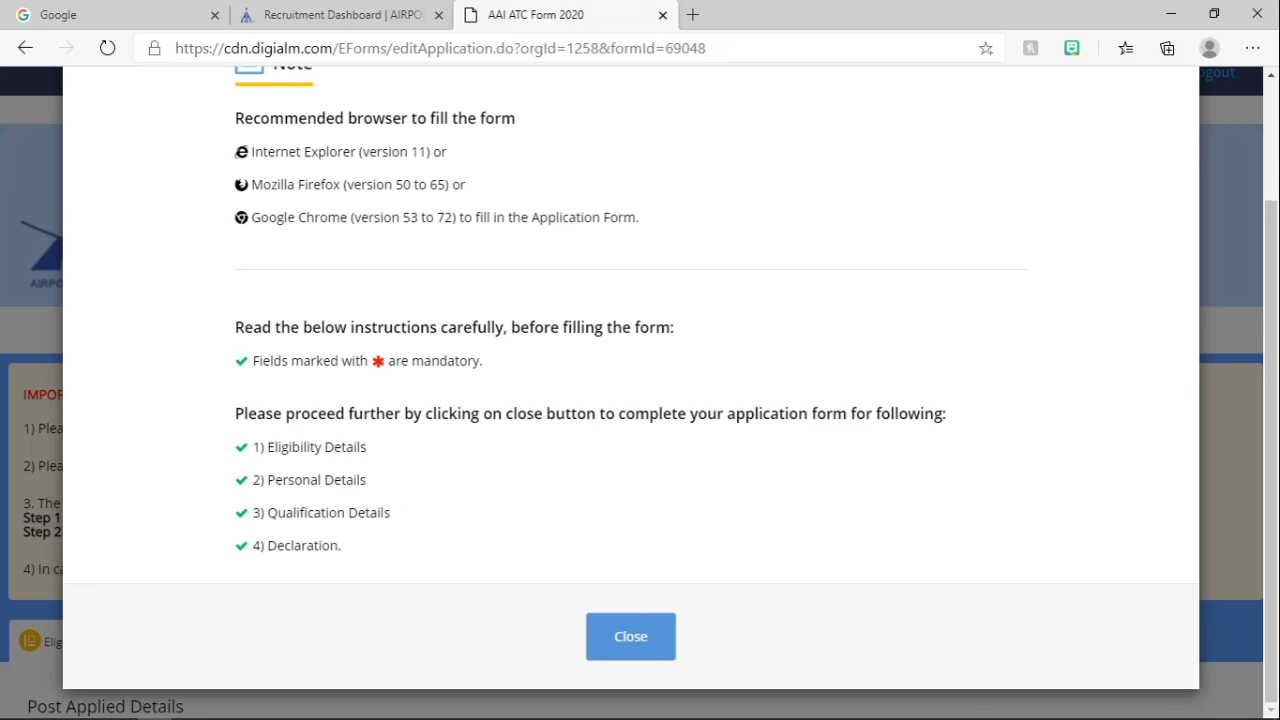 Google
Recruitment Dashboard | AIRPO
AAI ATC Form 2020
https://cdn.digialm.com/EForms/editApplication.do?orgId=1258&formId=69048
Note
ogout
Recommended browser to fill the form
Internet Explorer (version 11) or
Mozilla Firefox (version 50 to 65) or
Google Chrome (version 53 to 72) to fill in the Application Form.
AIRPO
Read the below instructions carefully, before filling the form:
Fields marked with * are mandatory.
IMPOR
Please proceed further by clicking on close button to complete your application form for following:
1) Plea
1) Eligibility Details
2) Plea
2) Personal Details
3. The
Step 1
3) Qualification Details
Step 2
4) Declaration.
4) In ca
Close
Elig
Post Applied Details